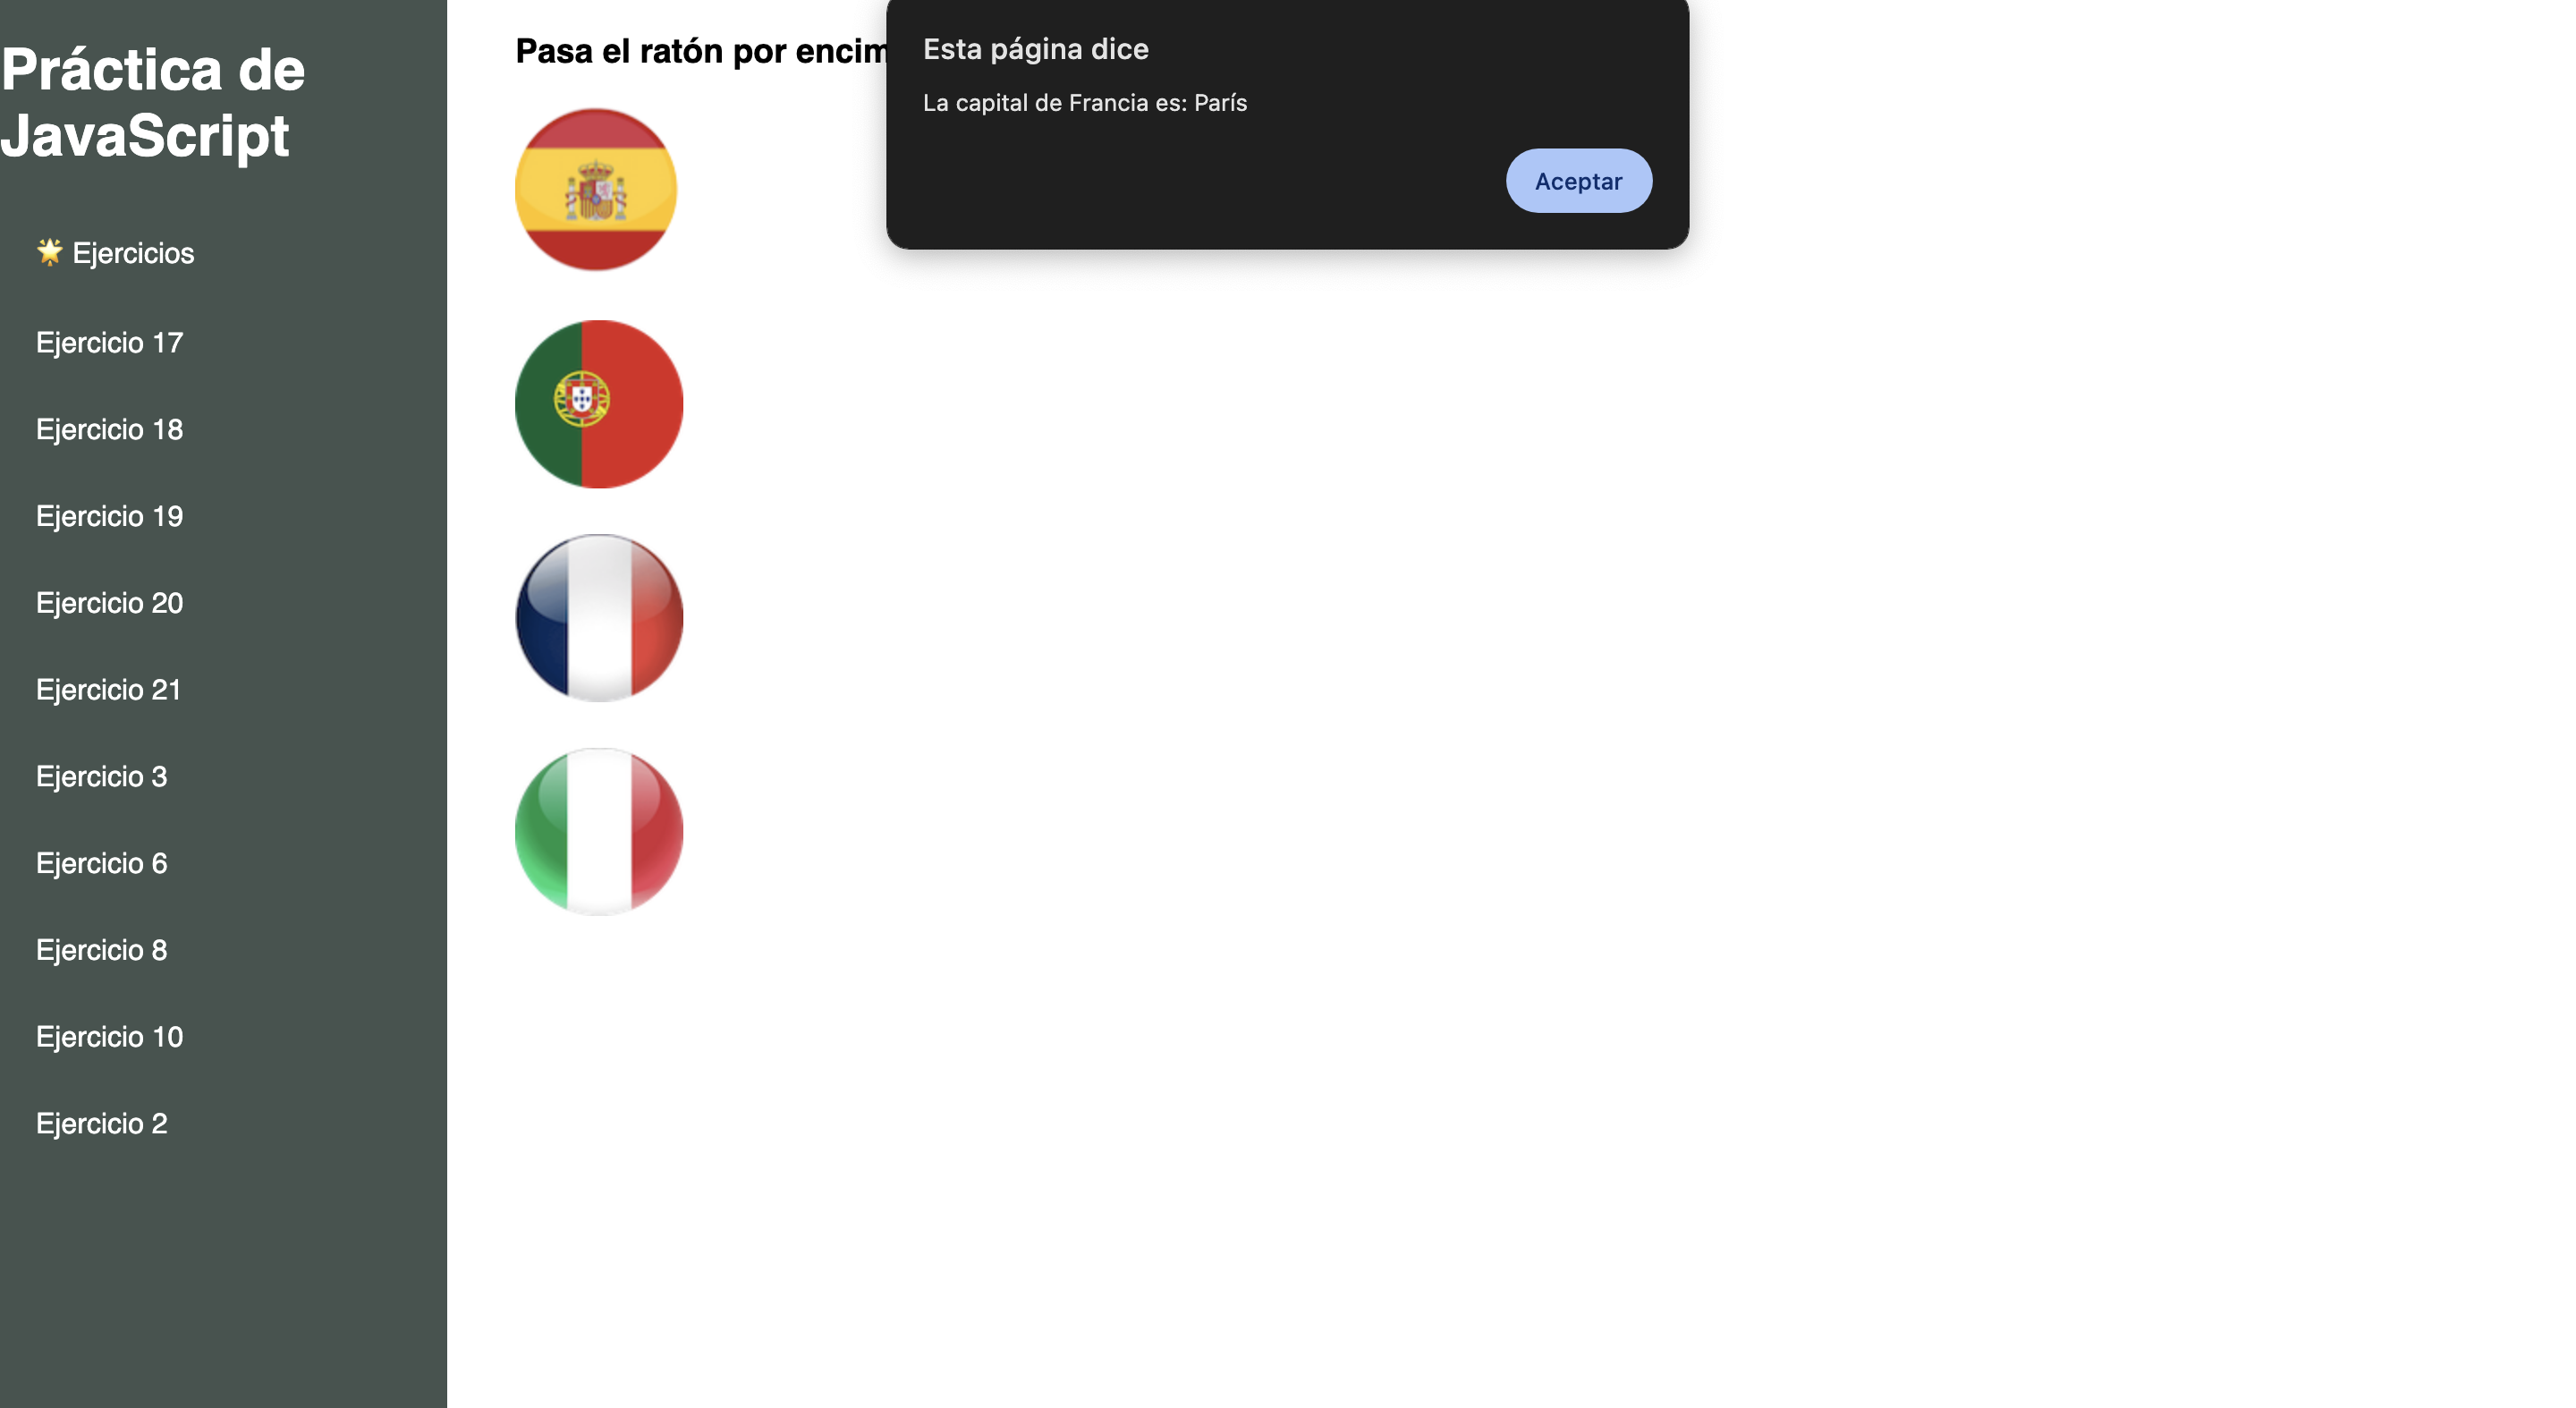 Práctica de
JavaScript
🌟 Ejercicios
Ejercicio 17
Ejercicio 18
Ejercicio 19
Ejercicio 20
Ejercicio 21
Ejercicio 3
Ejercicio 6
Ejercicio 8
Ejercicio 10
Ejercicio 2
Pasa el ratón por
Esta página dice
La capital de Francia es: París
Aceptar